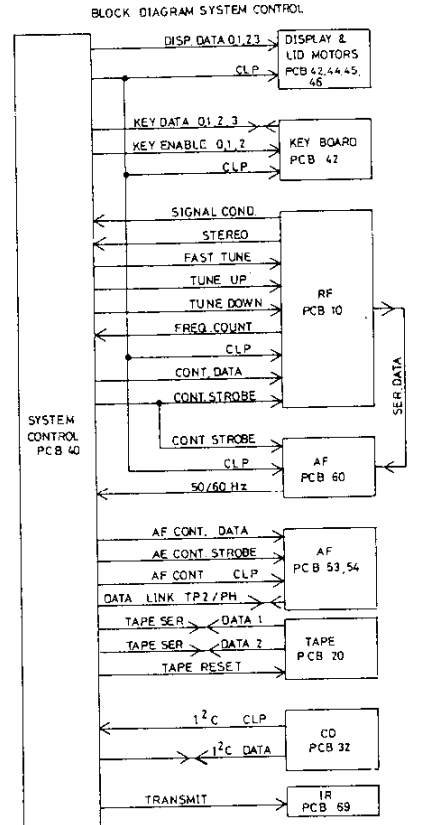 BLOCK DIAGRAM SYSTEM CONTROL
DISP. DATA 0,1,2,3
DISPLAY &
LID MOTORS
PCB 42,44,45,
46
CLP
KEY DATA 0,1,2,3
KEY ENABLE 0,1,2
CLP
KEY BOARD
PCB 42
SIGNAL COND.
STEREO
FAST TUNE
TUNE UP
TUNE DOWN
FREQ. COUNT
CLP
CONT. DATA
CONT. STROBE
RF
PCB 10
SER. DATA
SYSTEM
CONTROL
PCB 40
CONT STROBE
CLP
50/60 Hz
AF
PCB 60
AF CONT. DATA
AF CONT. STROBE
AF CONT CLP
DATA LINK TP2/PH
AF
PCB 53,54
TAPE SER DATA 1
TAPE SER DATA 2
TAPE RESET
TAPE
PCB 20
I²C CLP
I²C DATA
CD
PCB 32
TRANSMIT
IR
PCB 69